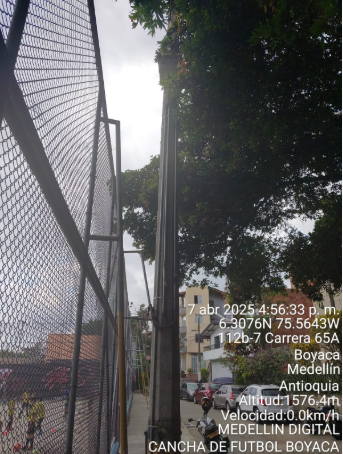 7 abr 2025 4:56:33 p. m.
6.3076N 75.5643W
112b-7 Carrera 65A
Boyaca
Medellín
Antioquia
Altitud:1576.4m
Velocidad:0.0km/h
MEDELLIN DIGITAL
CANCHA DE FUTBOL BOYACA